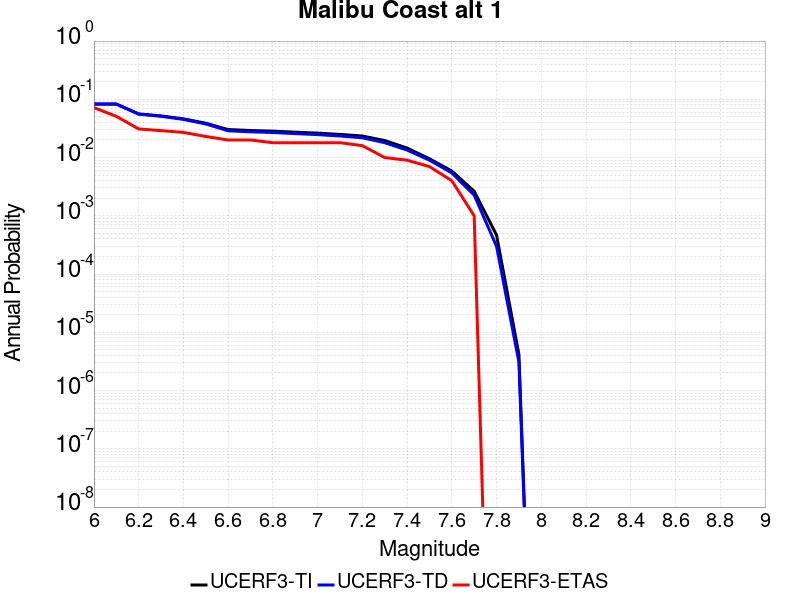 Malibu Coast alt 1
Annual Probability
10^0
10^-1
10^-2
10^-3
10^-4
10^-5
10^-6
10^-7
10^-8
6 6.2 6.4 6.6 6.8 7 7.2 7.4 7.6 7.8 8 8.2 8.4 8.6 8.8 9
Magnitude
UCERF3-TI UCERF3-TD UCERF3-ETAS